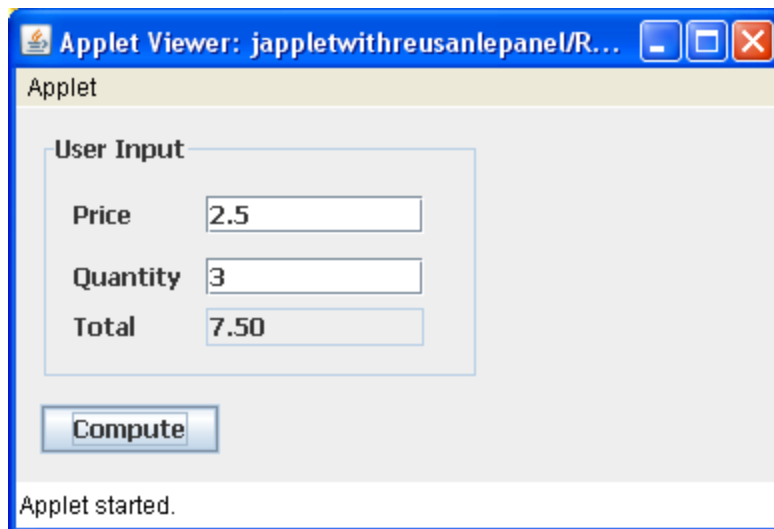 Applet Viewer: jappletwithreusanlepanel/R...
Applet
User Input
Price 2.5
Quantity 3
Total 7.50
Compute
Applet started.